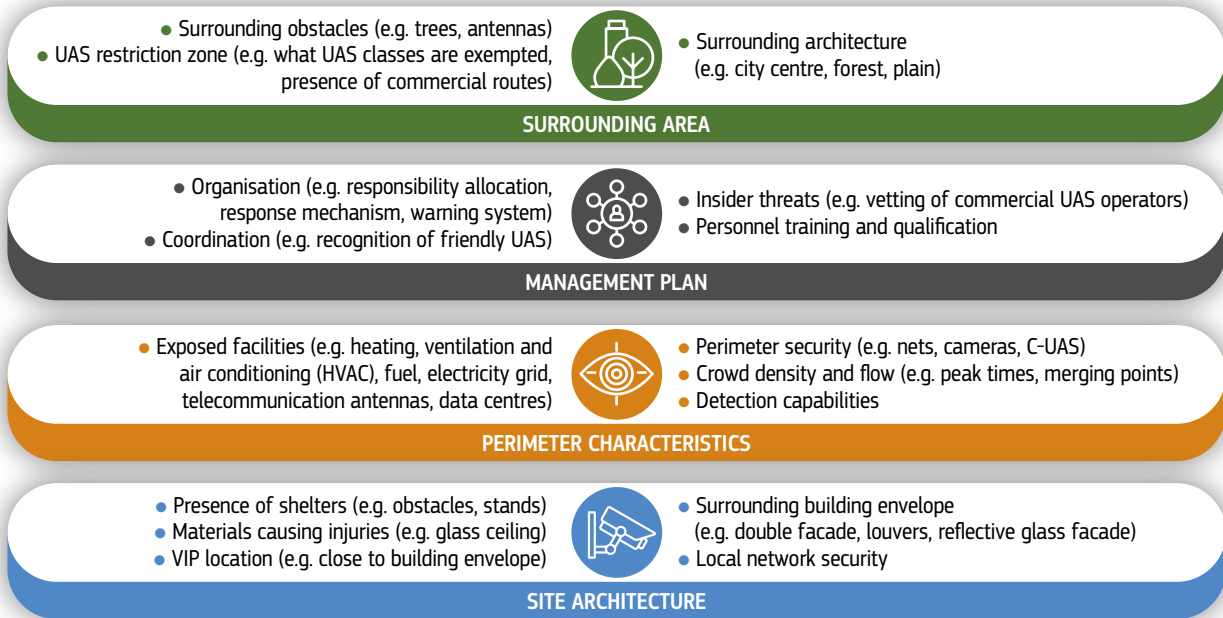 ● Surrounding obstacles (e.g. trees, antennas)
● UAS restriction zone (e.g. what UAS classes are exempted,
presence of commercial routes)
● Surrounding architecture
(e.g. city centre, forest, plain)
SURROUNDING AREA
● Organisation (e.g. responsibility allocation,
response mechanism, warning system)
● Coordination (e.g. recognition of friendly UAS)
● Insider threats (e.g. vetting of commercial UAS operators)
● Personnel training and qualification
MANAGEMENT PLAN
● Exposed facilities (e.g. heating, ventilation and
air conditioning (HVAC), fuel, electricity grid,
telecommunication antennas, data centres)
● Perimeter security (e.g. nets, cameras, C-UAS)
● Crowd density and flow (e.g. peak times, merging points)
● Detection capabilities
PERIMETER CHARACTERISTICS
● Presence of shelters (e.g. obstacles, stands)
● Materials causing injuries (e.g. glass ceiling)
● VIP location (e.g. close to building envelope)
● Surrounding building envelope
(e.g. double facade, louvers, reflective glass facade)
● Local network security
SITE ARCHITECTURE